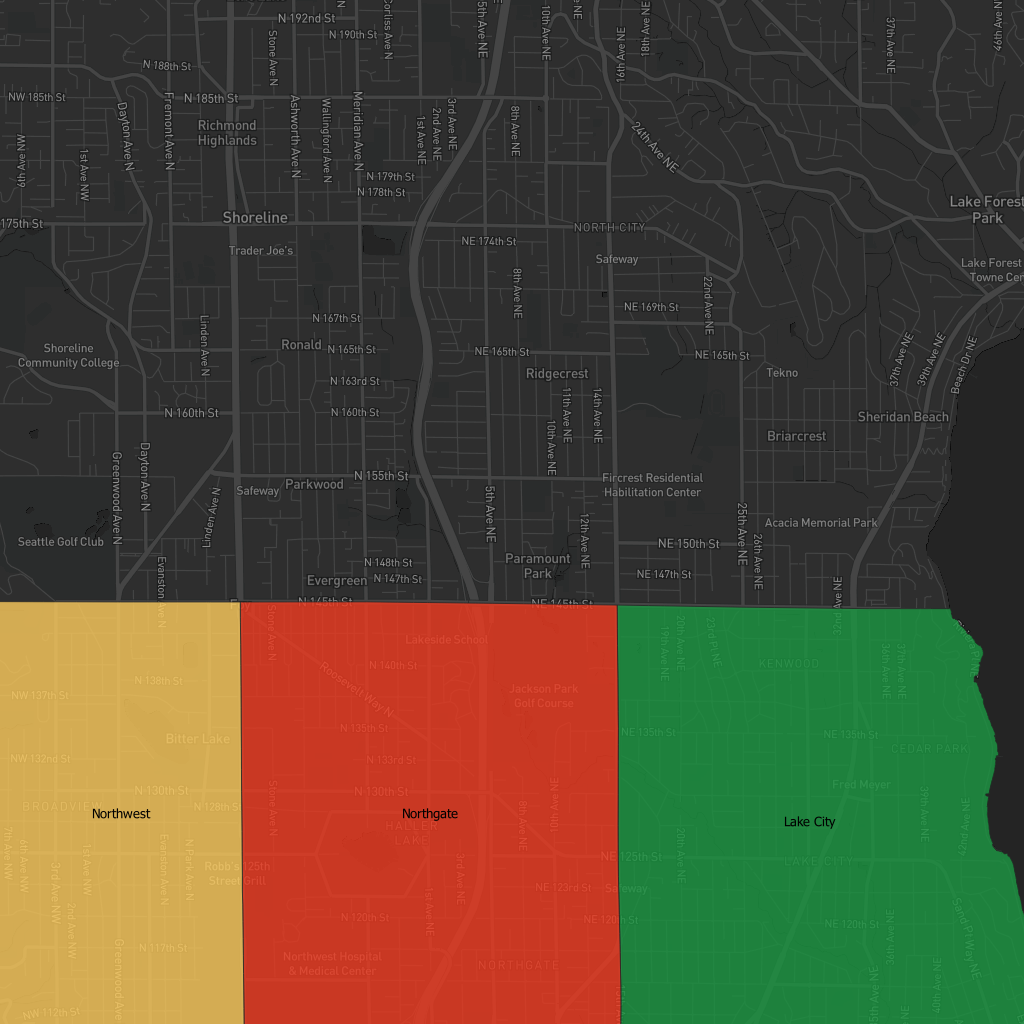 N 192nd St
5th Ave NE
10th Ave NE
16th Ave NE
18th Ave NE
37th Ave NE
46th Ave N
Corliss Ave N
N 190th St
Stone Ave N
N 188th St
NW 185th St
N 185th St
Dayton Ave N
Fremont Ave N
Ashworth Ave N
Wallingford Ave N
Meridian Ave N
1st Ave NE
2nd Ave NE
3rd Ave NE
8th Ave NE
24th Ave NE
Richmond
Highlands
6th Ave NW
1st Ave NW
N 179th St
N 178th St
Lake Forest
Park
175th St
Shoreline
NORTH CITY
NE 174th St
Trader Joe's
Safeway
Lake Forest
Towne Cen
8th Ave NE
22nd Ave NE
NE 169th St
N 167th St
Linden Ave N
Ronald
N 165th St
NE 165th St
NE 165th St
Shoreline
Community College
37th Ave NE
39th Ave NE
Beach Dr NE
Ridgecrest
Tekno
N 163rd St
N 160th St
N 160th St
11th Ave NE
14th Ave NE
10th Ave NE
Sheridan Beach
Briarcrest
Greenwood Ave N
Dayton Ave N
N 155th St
Parkwood
Safeway
Linden Ave N
Fircrest Residential
Habilitation Center
5th Ave NE
12th Ave NE
25th Ave NE
26th Ave NE
Acacia Memorial Park
Seattle Golf Club
NE 150th St
N 148th St
N 147th St
Paramount
Park
NE 147th St
Evanston Ave N
Evergreen
N 145th St
NE 145th St
32nd Ave NE
Stone Ave N
Lakeside School
19th Ave NE
20th Ave NE
23rd Pl NE
KENWOOD
36th Ave NE
37th Ave NE
N 140th St
Roosevelt Way N
NW 137th St
N 138th St
Jackson Park
Golf Course
N 135th St
NE 135th St
NE 135th St
Bitter Lake
CEDAR PARK
NW 132nd St
N 133rd St
N 130th St
N 130th St
Fred Meyer
BROADVIEW
N 128th St
Stone Ave N
8th Ave NE
10th Ave NE
39th Ave NE
42nd Ave NE
Northwest
Northgate
Lake City
HALLER
LAKE
7th Ave NW
6th Ave NW
3rd Ave NW
1st Ave NW
Evanston Ave N
N Park Ave N
Robb's 125th
Street Grill
3rd Ave NE
NE 125th St
20th Ave NE
LAKE CITY
NE 123rd St
Safeway
2nd Ave NW
N 120th St
1st Ave NE
NE 120th St
NE 120th St
Sand Pt Way NE
36th Ave NE
Greenwood Ave
N 117th St
Northwest Hospital
& Medical Center
NORTHGATE
40th Ave NE
NW 112th St